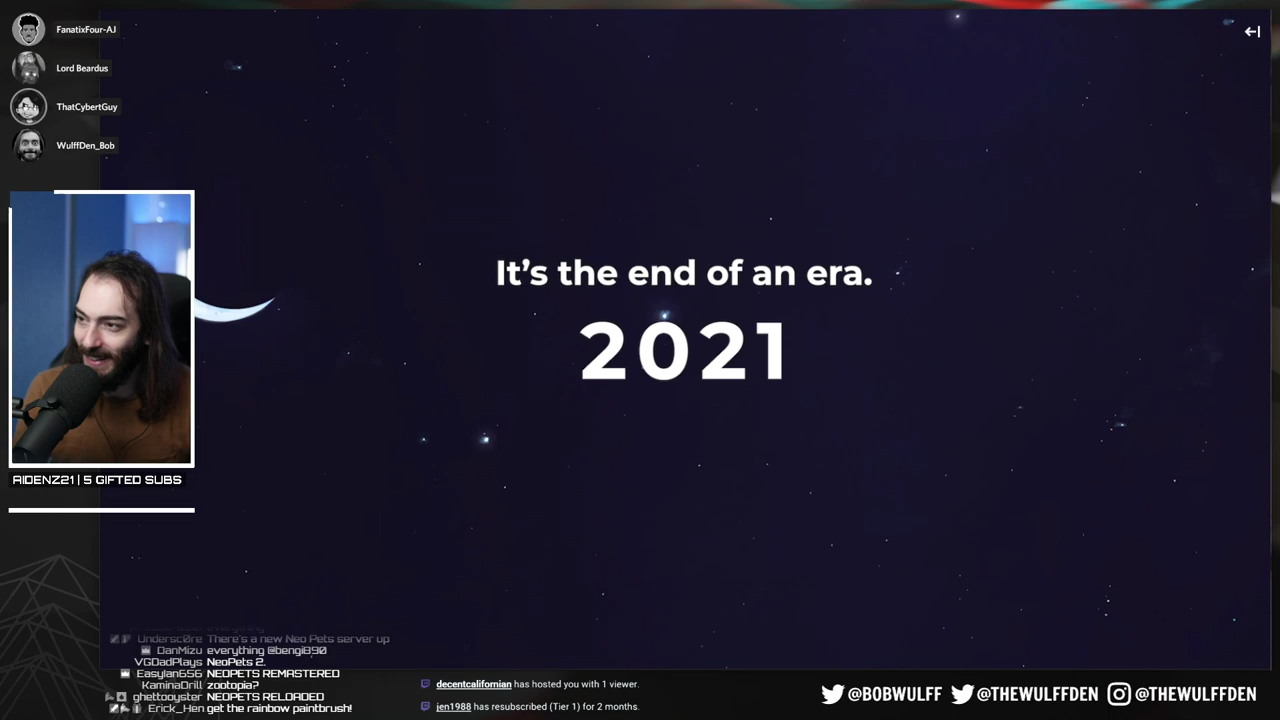 FanatixFour-AJ
Lord Beardus
ThatCybertGuy
WulffDen_Bob
It's the end of an era.
2021
AIDENZ21 | 5 GIFTED SUBS
Undersc0re There's a new Neo Pets server up
DanMizu everything @bengi890
VGDadPlays NeoPets 2.
EasyIan656 NEOPETS REMASTERED
KaminaDrill zootopia?
ghettooyster NEOPETS RELOADED
Erick_Hen get the rainbow paintbrush!
decentcalifornian has hosted you with 1 viewer.
jen1988 has resubscribed (Tier 1) for 2 months.
@BOBWULFF @THEWULFFDEN @THEWULFFDEN